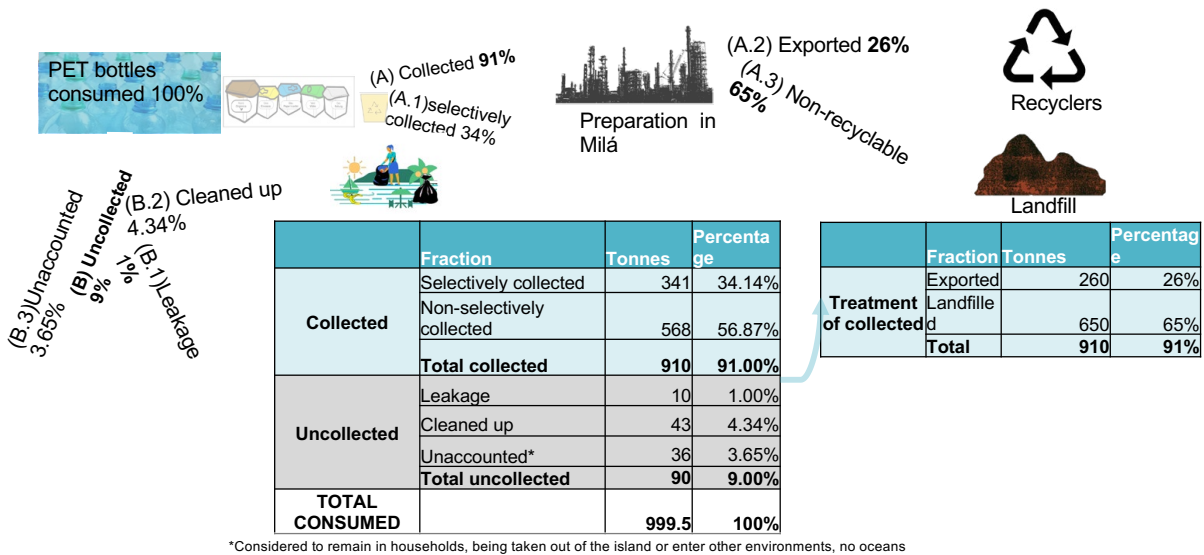 PET bottles
consumed 100%
(A) Collected 91%
(A.1)selectively
collected 34%
Preparation in
Milá
(A.2) Exported 26%
(A.3) Non-recyclable
65%
Recyclers
Landfill
(B.2) Cleaned up
4.34%
(B) Uncollected
9%
(B.1)Leakage
1%
(B.3)Unaccounted
3.65%
Fraction Tonnes Percenta
ge
Collected
Selectively collected 341 34.14%
Non-selectively
collected 568 56.87%
Total collected 910 91.00%
Uncollected
Leakage 10 1.00%
Cleaned up 43 4.34%
Unaccounted* 36 3.65%
Total uncollected 90 9.00%
TOTAL
CONSUMED 999.5 100%
Fraction Tonnes Percentag
e
Treatment
of collected
Exported 260 26%
Landfille
d 650 65%
Total 910 91%
*Considered to remain in households, being taken out of the island or enter other environments, no oceans